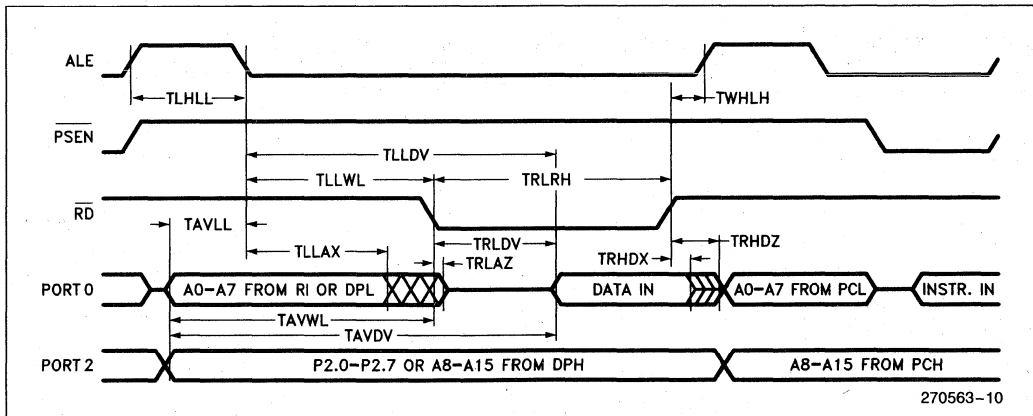 ALE
TLHLL
TWHLH
PSEN
TLLDV
TLLWL
TRLRH
RD
TAVLL
TLLAX
TRLDV
TRLAZ
TRHDX
TRHDZ
PORT 0
A0-A7 FROM RI OR DPL
DATA IN
A0-A7 FROM PCL
INSTR. IN
TAVWL
TAVDV
PORT 2
P2.0-P2.7 OR A8-A15 FROM DPH
A8-A15 FROM PCH
270563-10